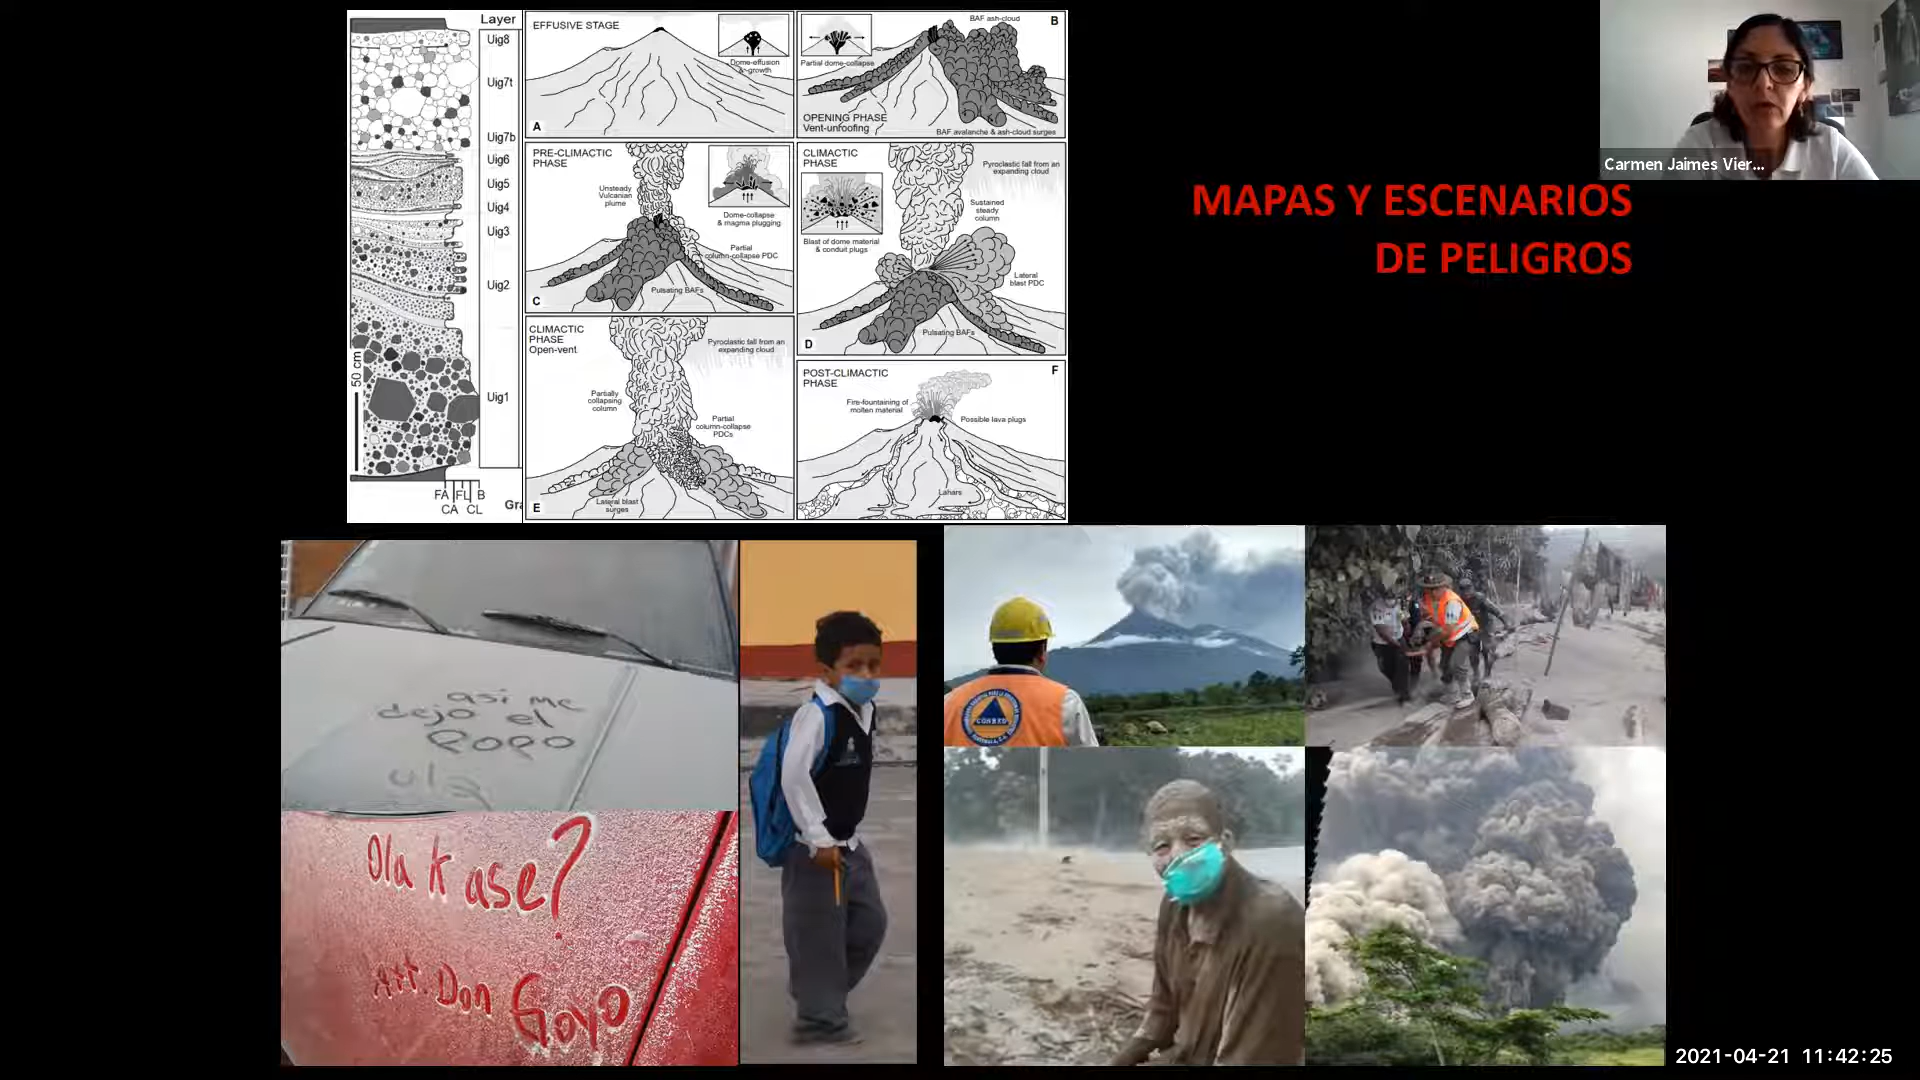 Layer
Uig8
Uig7t
Uig7b
Uig6
Uig5
Uig4
Uig3
Uig2
Uig1
50 cm
FA FL B
CA CL
EFFUSIVE STAGE
Dome-effusion
& growth
A
BAF ash-cloud
B
Partial dome-collapse
OPENING PHASE
Vent-unroofing
BAF avalanche & ash-cloud surges
PRE-CLIMACTIC
PHASE
Unsteady
Vulcanian
plume
Dome-collapse
& magma plugging
Partial
column-collapse PDC
Pulsating BAFs
C
CLIMACTIC
PHASE
Pyroclastic fall from an
expanding cloud
Sustained
steady
column
Blast of dome material
& conduit plugs
Lateral
blast PDC
Pulsating BAFs
D
CLIMACTIC
PHASE
Open-vent
Pyroclastic fall from an
expanding cloud
Partially
collapsing
column
Partial
column-collapse
PDCs
Lateral blast
surges
E
POST-CLIMACTIC
PHASE
F
Fire-fountaining of
molten material
Possible lava plugs
Lahars
MAPAS Y ESCENARIOS
DE PELIGROS
Carmen Jaimes Vier...
asi me
dejo el
Popo
Ola k ase?
Att. Don Goyo
CONRED
2021-04-21 11:42:25